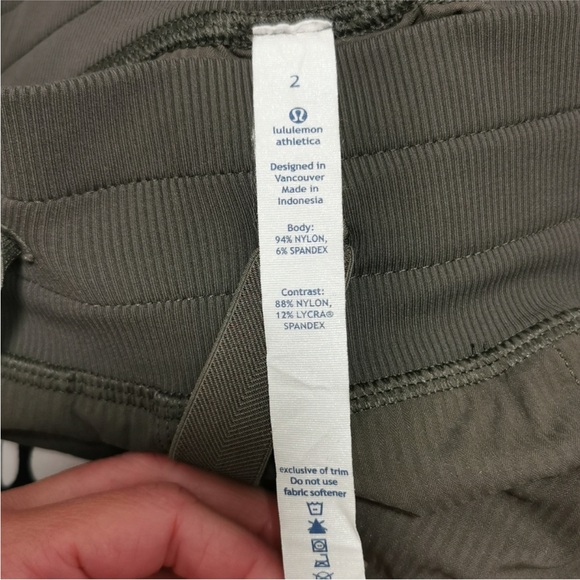 2
lululemon
athletica
Designed in
Vancouver
Made in
Indonesia
Body:
94% NYLON,
6% SPANDEX
Contrast:
88% NYLON,
12% LYCRA®
SPANDEX
exclusive of trim
Do not use
fabric softener